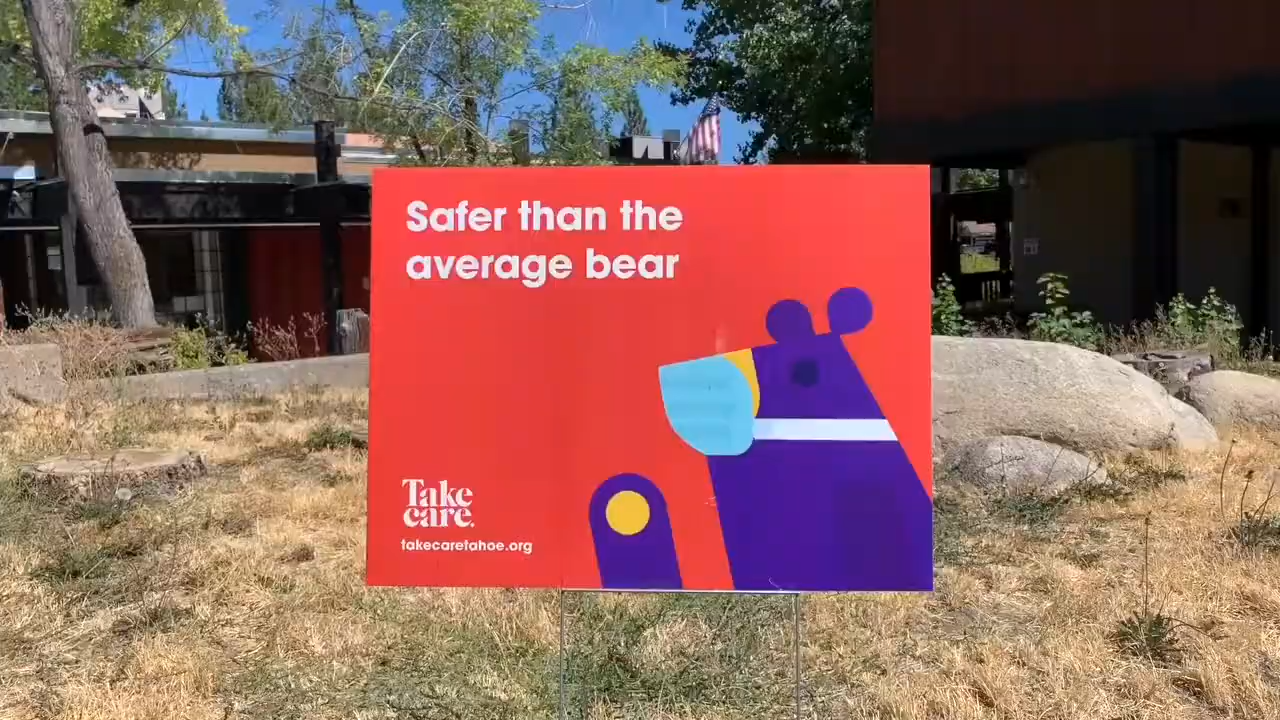 Safer than the
average bear
Take
care.
takecaretahoe.org